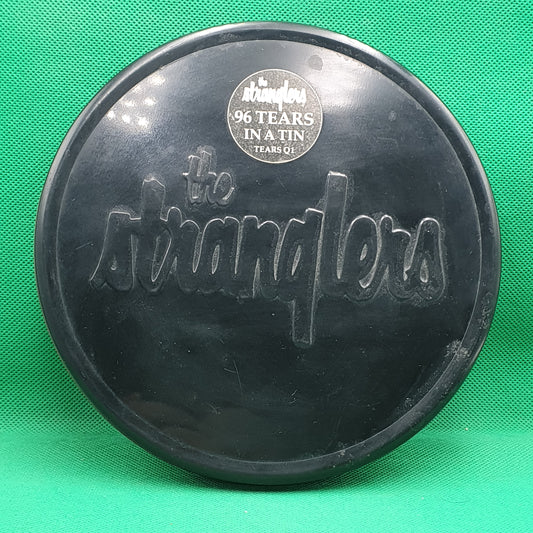 the
stranglers
96 TEARS
IN A TIN
TEARS Q1
the
stranglers